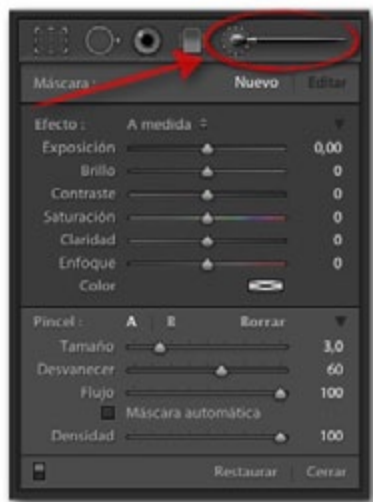 Máscara : Nuevo Editar
Efecto : A medida
Exposición 0,00
Brillo 0
Contraste 0
Saturación 0
Claridad 0
Enfoque 0
Color
Pincel : A B Borrar
Tamaño 3,0
Desvanecer 60
Flujo 100
Máscara automática
Densidad 100
Restaurar Cerrar